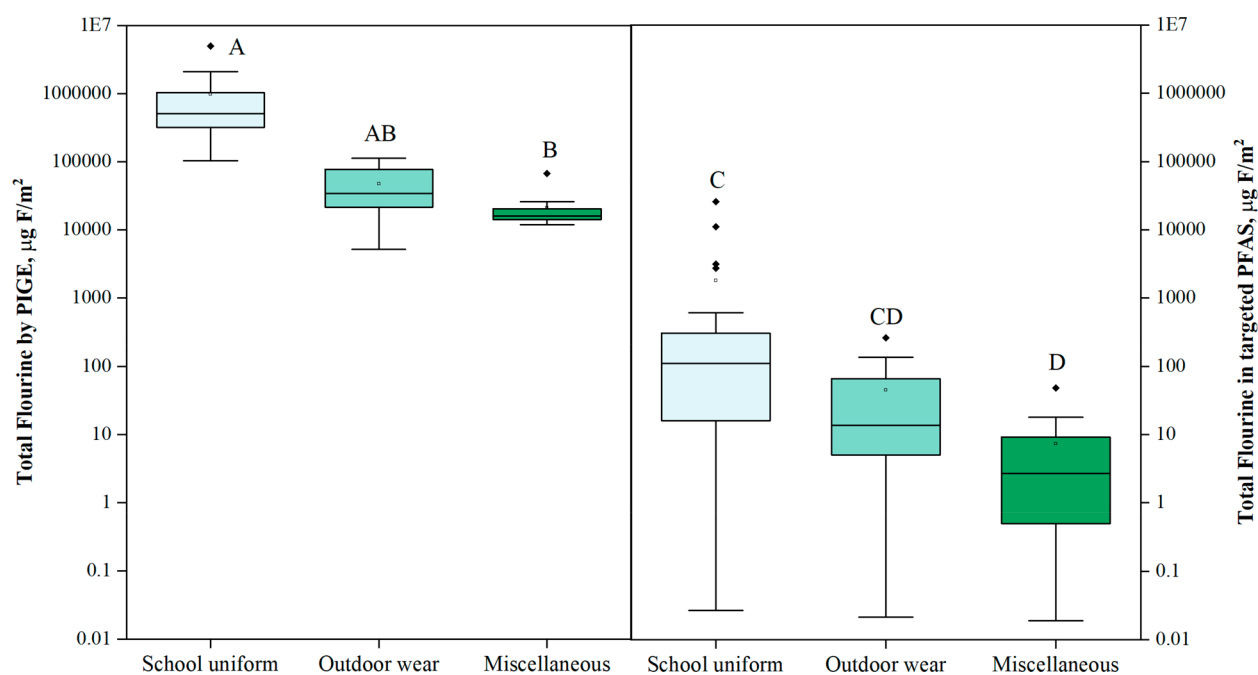 Total Flourine by PIGE, μg F/m²
1E7
1000000
100000
10000
1000
100
10
1
0.1
0.01
A
AB
B
School uniform
Outdoor wear
Miscellaneous
C
CD
D
School uniform
Outdoor wear
Miscellaneous
1E7
1000000
100000
10000
1000
100
10
1
0.1
0.01
Total Flourine in targeted PFAS, μg F/m²